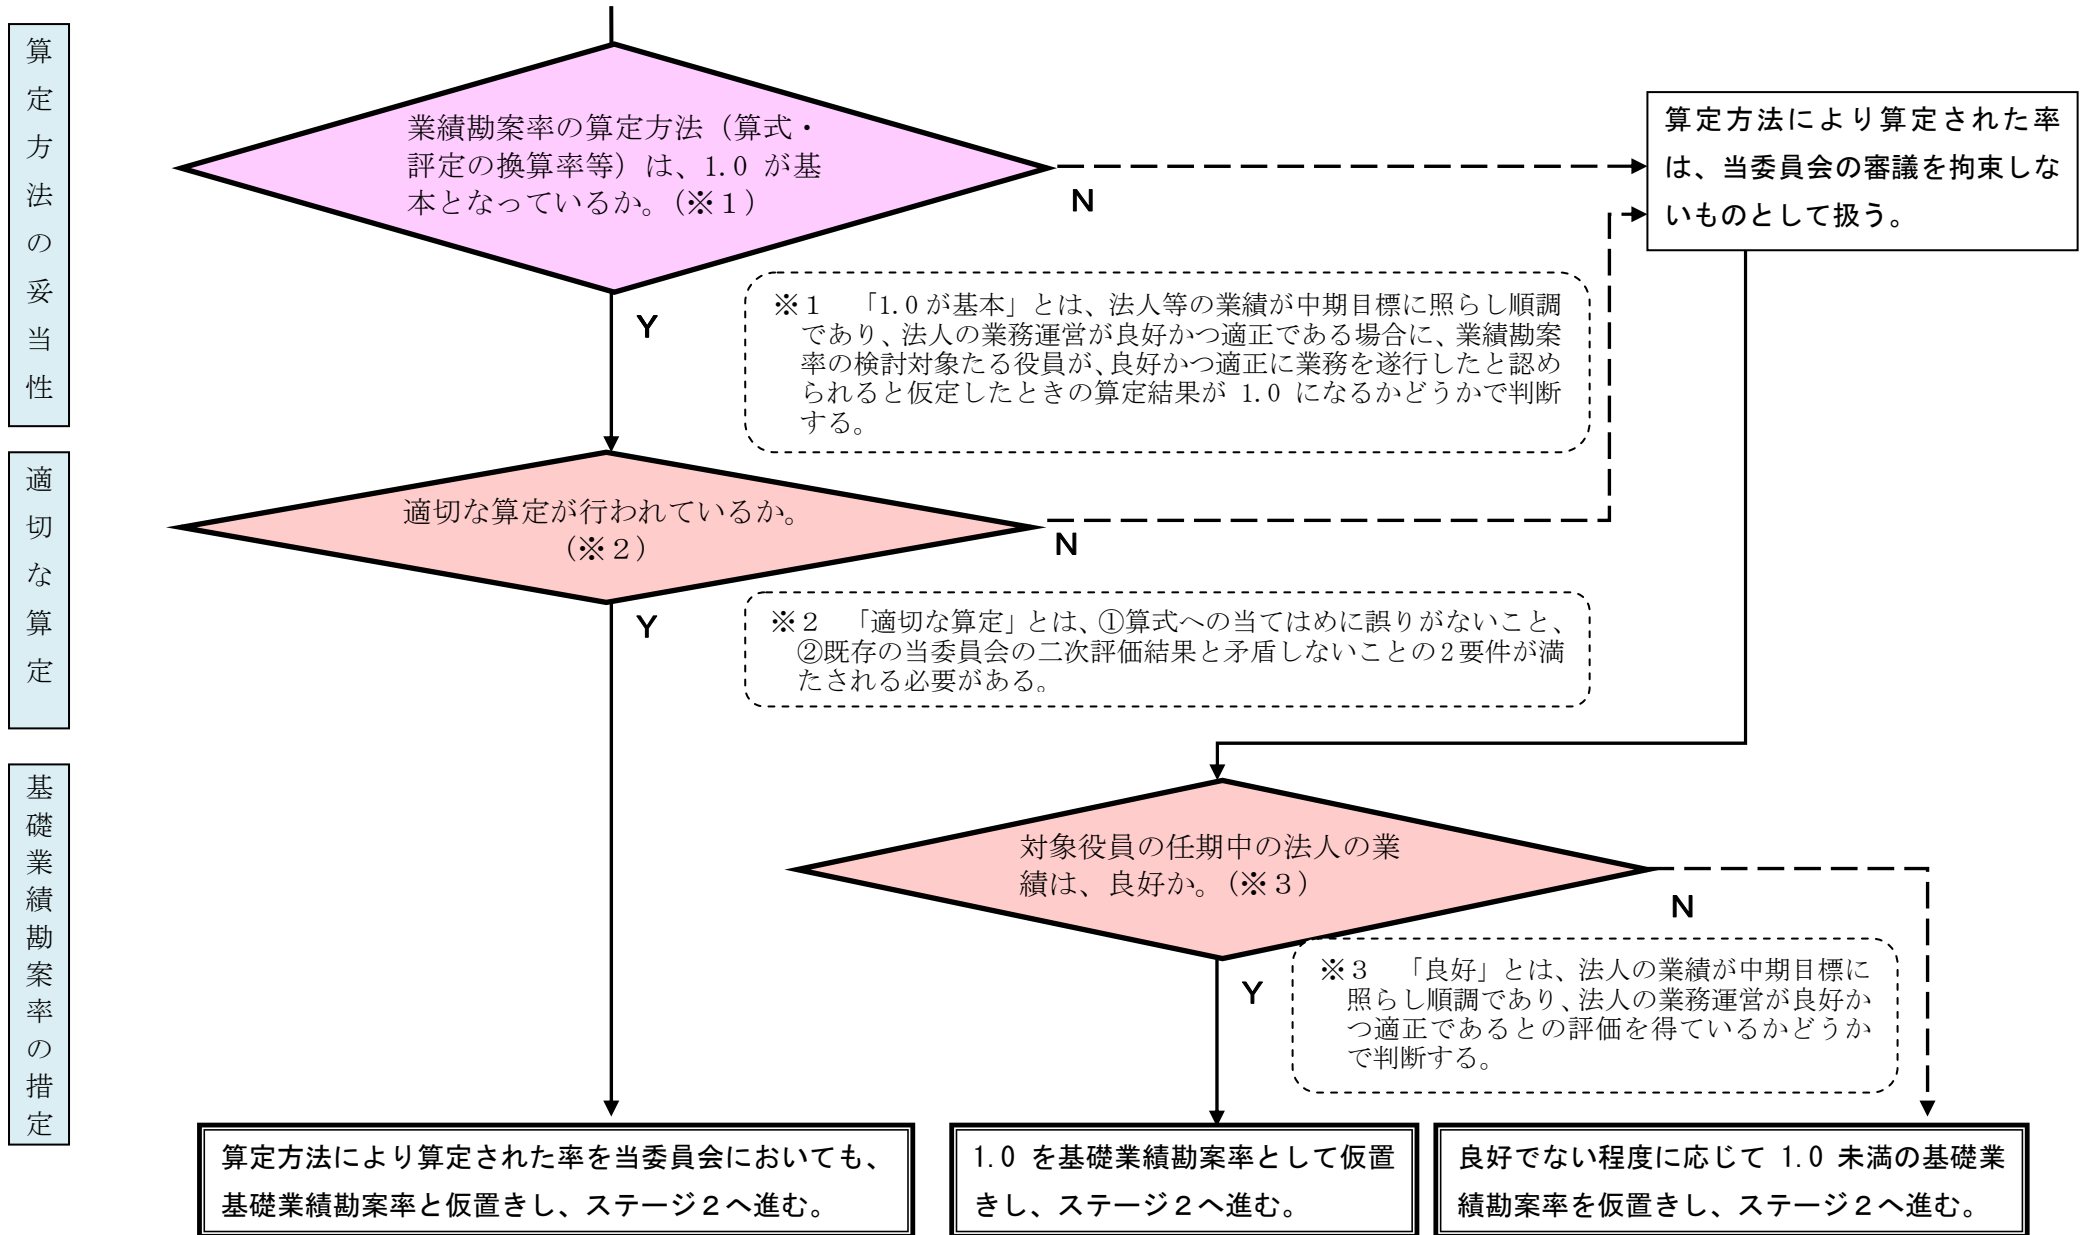 算定方法の妥当性
業績勘案率の算定方法（算式・
評定の換算率等）は、1.0 が基
本となっているか。（※１）
N
算定方法により算定された率
は、当委員会の審議を拘束しな
いものとして扱う。
Y
※１　「1.0 が基本」とは、法人等の業績が中期目標に照らし順調
であり、法人の業務運営が良好かつ適正である場合に、業績勘案
率の検討対象たる役員が、良好かつ適正に業務を遂行したと認め
られると仮定したときの算定結果が 1.0 になるかどうかで判断
する。
適切な算定
適切な算定が行われているか。
（※２）
N
Y
※２　「適切な算定」とは、①算式への当てはめに誤りがないこと、
②既存の当委員会の二次評価結果と矛盾しないことの2要件が満
たされる必要がある。
基礎業績勘案率の措定
対象役員の任期中の法人の業
績は、良好か。（※３）
N
Y
※３　「良好」とは、法人の業績が中期目標に
照らし順調であり、法人の業務運営が良好か
つ適正であるとの評価を得ているかどうか
で判断する。
算定方法により算定された率を当委員会においても、
基礎業績勘案率と仮置きし、ステージ２へ進む。
1.0 を基礎業績勘案率として仮置
きし、ステージ２へ進む。
良好でない程度に応じて 1.0 未満の基礎業
績勘案率を仮置きし、ステージ２へ進む。